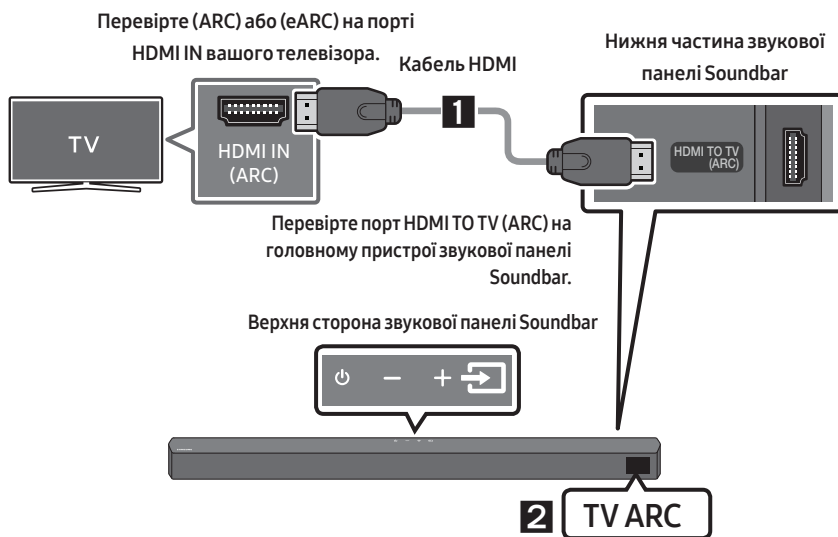 Перевірте (ARC) або (eARC) на порті
HDMI IN вашого телевізора.
Кабель HDMI
Нижня частина звукової
панелі Soundbar
TV
HDMI IN
(ARC)
1
HDMI TO TV
(ARC)
Перевірте порт HDMI TO TV (ARC) на
головному пристрої звукової панелі
Soundbar.
Верхня сторона звукової панелі Soundbar
2
TV ARC